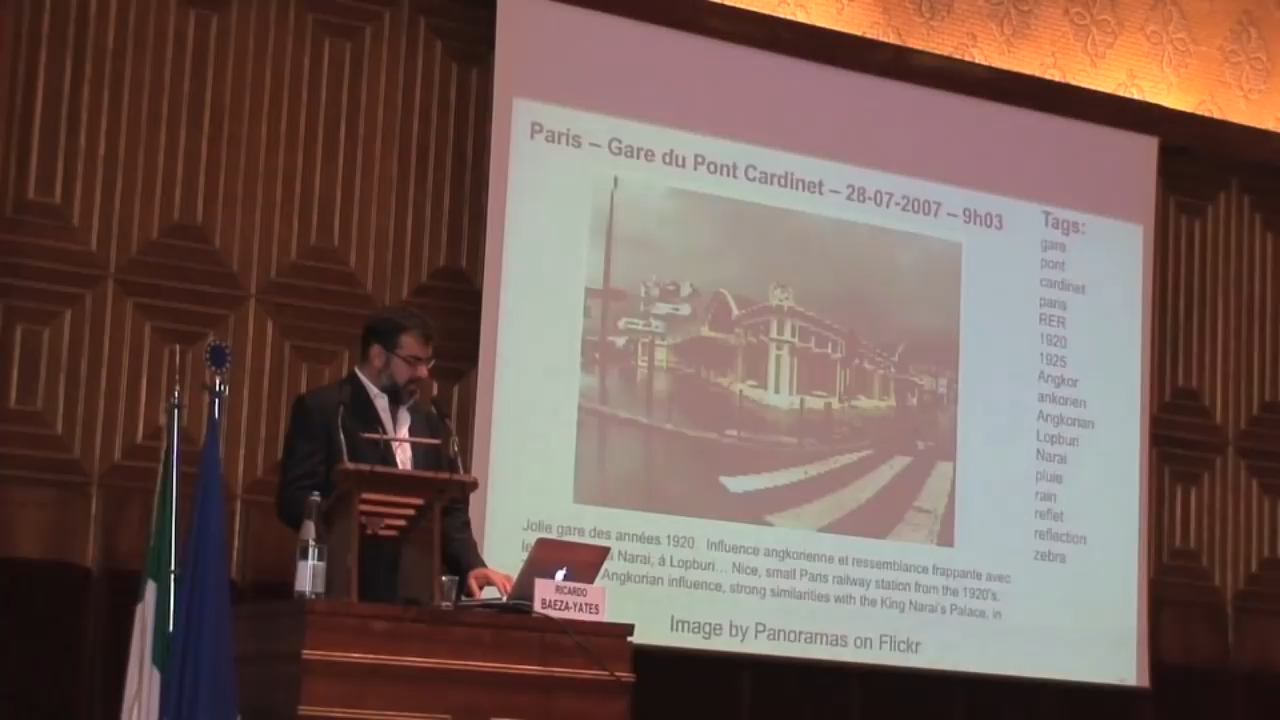 Paris – Gare du Pont Cardinet – 28-07-2007 – 9h03
Tags:
gare
pont
cardinet
paris
RER
1920
1925
Angkor
ankorien
Angkorian
Lopburi
Narai
pluie
rain
reflet
reflection
zebra
Jolie gare des années 1920 Influence angkorienne et ressemblance frappante avec
Narai, à Lopburi... Nice, small Paris railway station from the 1920's.
Angkorian influence, strong similarities with the King Narai's Palace, in
Image by Panoramas on Flickr
RICARDO
BAEZA-YATES